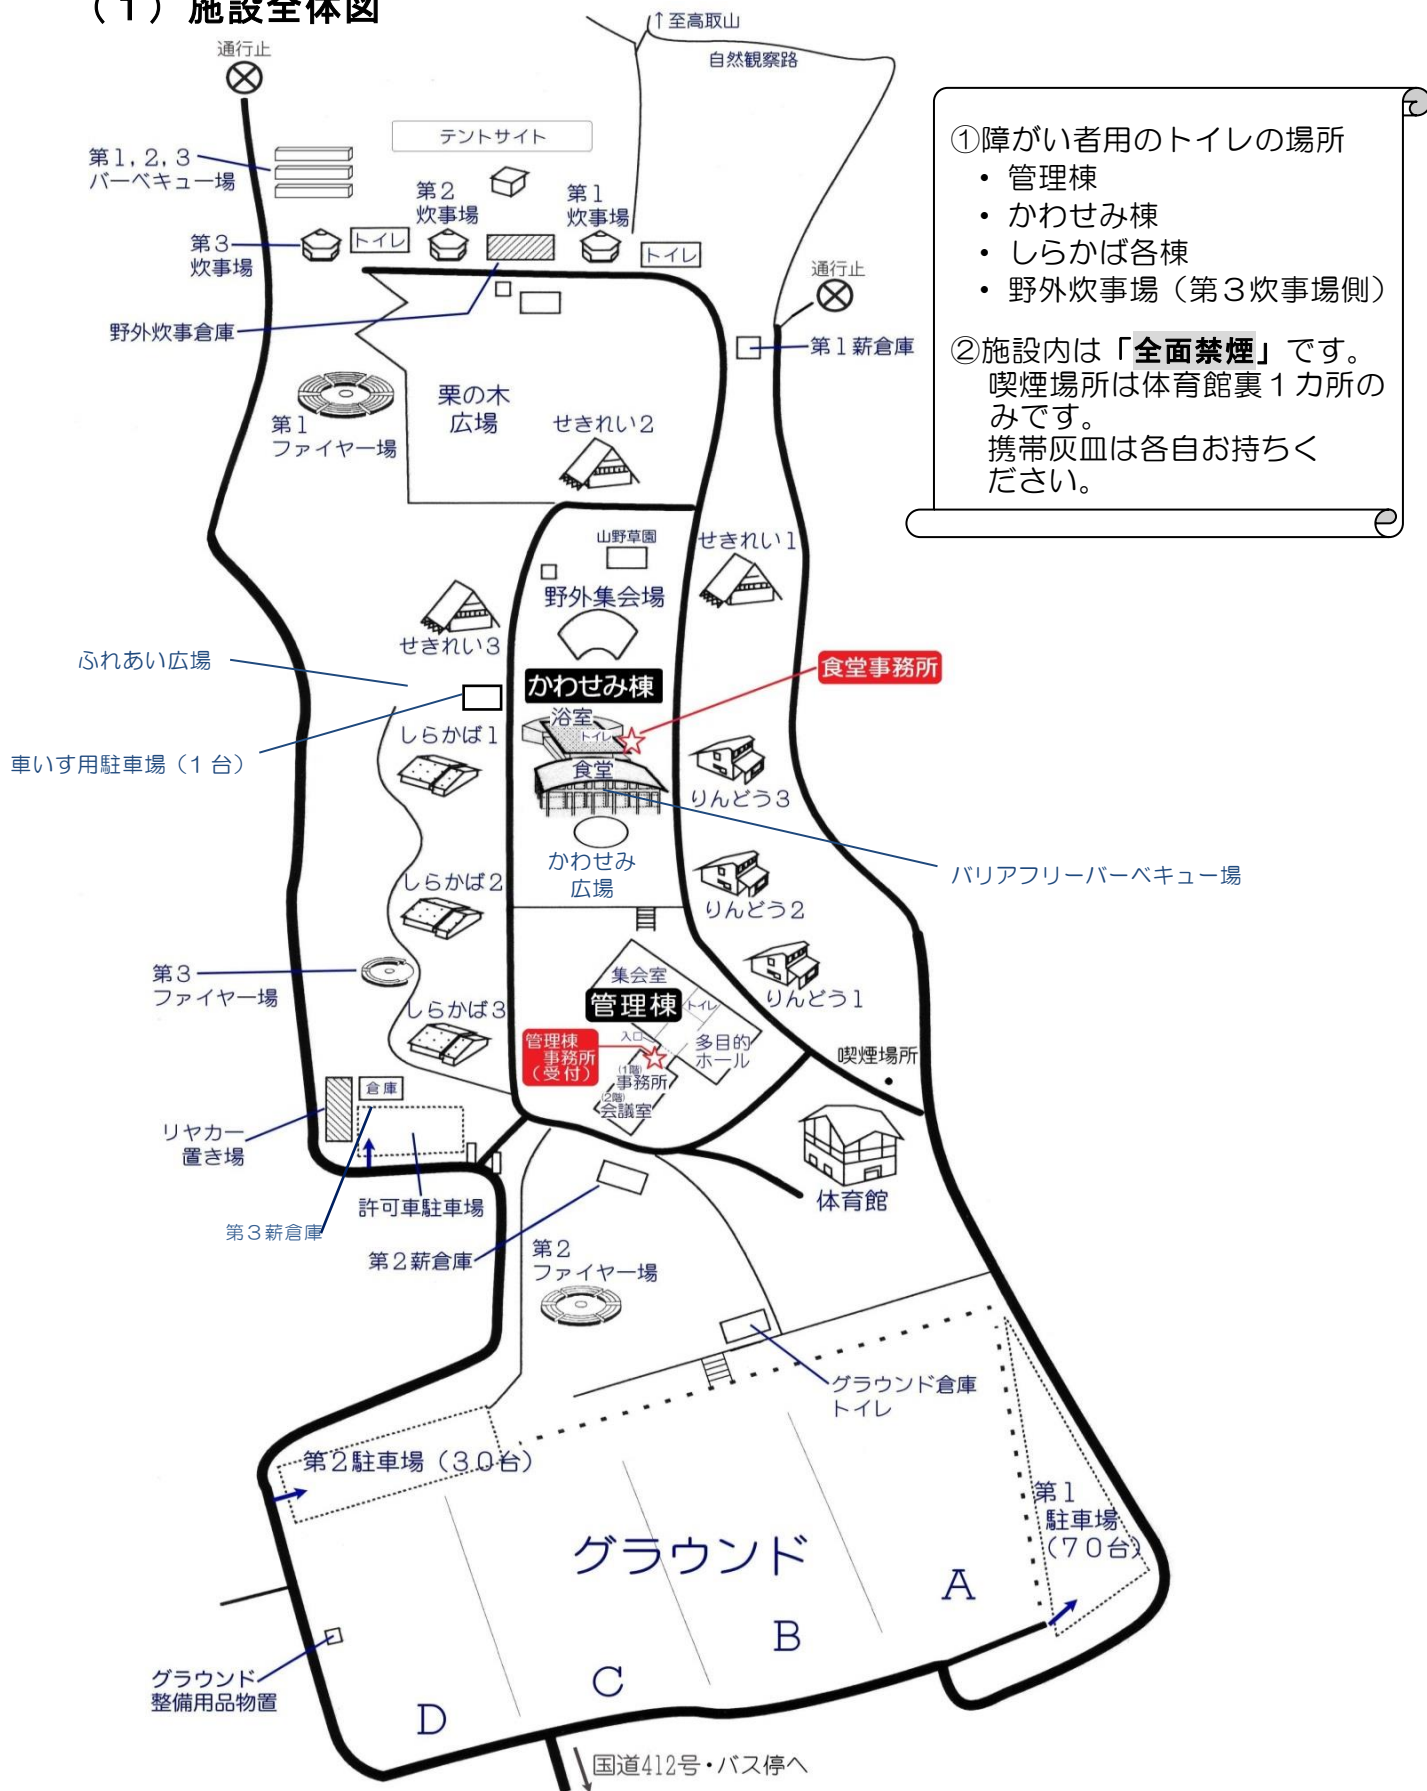 （１）施設全体図
↑至高取山
通行止
自然観察路
テントサイト
第１，２，３
バーベキュー場
第２
炊事場
第１
炊事場
第３
炊事場
トイレ
トイレ
通行止
野外炊事倉庫
第１薪倉庫
①障がい者用のトイレの場所
・ 管理棟
・ かわせみ棟
・ しらかば各棟
・ 野外炊事場（第３炊事場側）
②施設内は「全面禁煙」です。
喫煙場所は体育館裏１カ所の
みです。
携帯灰皿は各自お持ちく
ださい。
栗の木
広場
第１
ファイヤー場
せきれい２
山野草園
せきれい１
野外集会場
せきれい３
ふれあい広場
食堂事務所
かわせみ棟
浴室
トイレ
しらかば１
車いす用駐車場（1 台）
食堂
りんどう３
かわせみ
広場
バリアフリーバーベキュー場
しらかば２
りんどう２
第３
ファイヤー場
集会室
管理棟
トイレ
りんどう１
しらかば３
入口
管理棟
事務所
（受付）
多目的
ホール
喫煙場所
(1階)
事務所
(2階)
会議室
倉庫
リヤカー
置き場
許可車駐車場
体育館
第３薪倉庫
第２薪倉庫
第２
ファイヤー場
グラウンド倉庫
トイレ
第２駐車場（３０台）
第１
駐車場
（７０台）
グラウンド
A
B
C
D
グラウンド
整備用品物置
国道412号・バス停へ